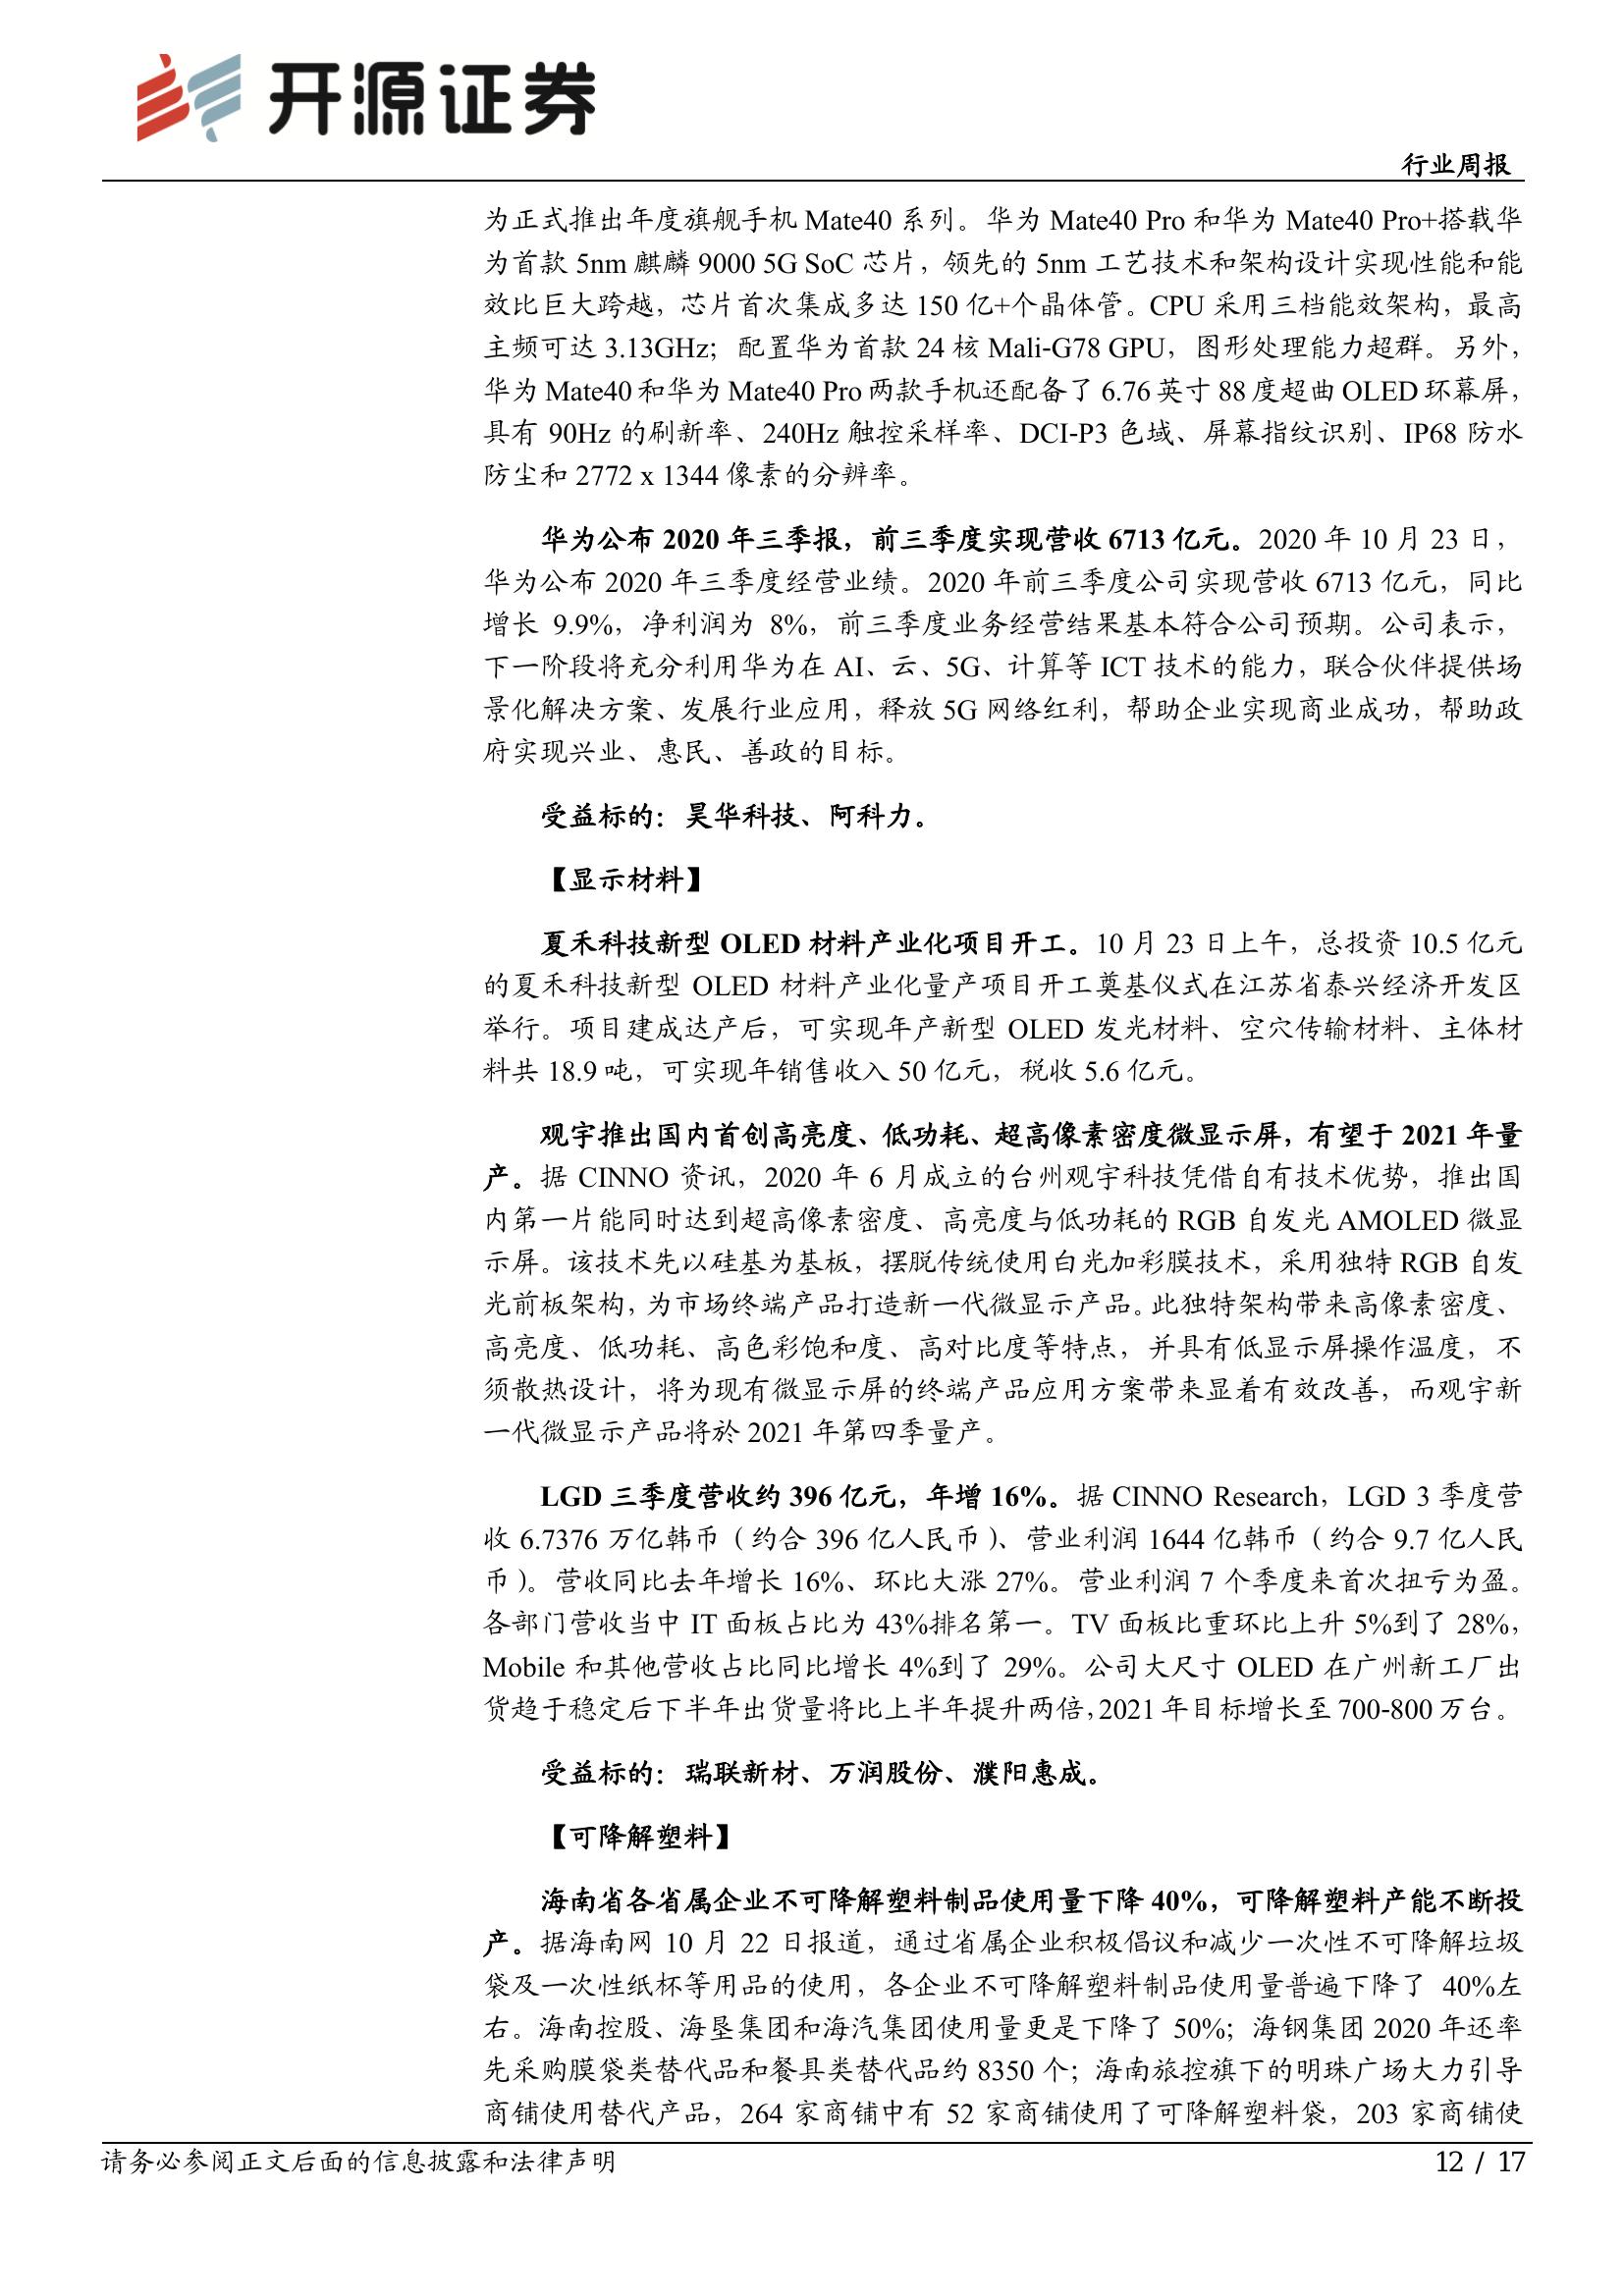 开源证券
行业周报
为正式推出年度旗舰手机 Mate40 系列。华为 Mate40 Pro 和华为 Mate40 Pro+搭载华
为首款 5nm 麒麟 9000 5G SoC 芯片，领先的 5nm 工艺技术和架构设计实现性能和能
效比巨大跨越，芯片首次集成多达 150 亿+个晶体管。CPU 采用三档能效架构，最高
主频可达 3.13GHz；配置华为首款 24 核 Mali-G78 GPU，图形处理能力超群。另外，
华为 Mate40 和华为 Mate40 Pro 两款手机还配备了 6.76 英寸 88 度超曲 OLED 环幕屏，
具有 90Hz 的刷新率、240Hz 触控采样率、DCI-P3 色域、屏幕指纹识别、IP68 防水
防尘和 2772 x 1344 像素的分辨率。
华为公布 2020 年三季报，前三季度实现营收 6713 亿元。2020 年 10 月 23 日，
华为公布 2020 年三季度经营业绩。2020 年前三季度公司实现营收 6713 亿元，同比
增长 9.9%，净利润为 8%，前三季度业务经营结果基本符合公司预期。公司表示，
下一阶段将充分利用华为在 AI、云、5G、计算等 ICT 技术的能力，联合伙伴提供场
景化解决方案、发展行业应用，释放 5G 网络红利，帮助企业实现商业成功，帮助政
府实现兴业、惠民、善政的目标。
受益标的：昊华科技、阿科力。
【显示材料】
夏禾科技新型 OLED 材料产业化项目开工。10 月 23 日上午，总投资 10.5 亿元
的夏禾科技新型 OLED 材料产业化量产项目开工奠基仪式在江苏省泰兴经济开发区
举行。项目建成达产后，可实现年产新型 OLED 发光材料、空穴传输材料、主体材
料共 18.9 吨，可实现年销售收入 50 亿元，税收 5.6 亿元。
观宇推出国内首创高亮度、低功耗、超高像素密度微显示屏，有望于 2021 年量
产。据 CINNO 资讯，2020 年 6 月成立的台州观宇科技凭借自有技术优势，推出国
内第一片能同时达到超高像素密度、高亮度与低功耗的 RGB 自发光 AMOLED 微显
示屏。该技术先以硅基为基板，摆脱传统使用白光加彩膜技术，采用独特 RGB 自发
光前板架构，为市场终端产品打造新一代微显示产品。此独特架构带来高像素密度、
高亮度、低功耗、高色彩饱和度、高对比度等特点，并具有低显示屏操作温度，不
须散热设计，将为现有微显示屏的终端产品应用方案带来显着有效改善，而观宇新
一代微显示产品将於 2021 年第四季量产。
LGD 三季度营收约 396 亿元，年增 16%。据 CINNO Research，LGD 3 季度营
收 6.7376 万亿韩币（约合 396 亿人民币）、营业利润 1644 亿韩币（约合 9.7 亿人民
币）。营收同比去年增长 16%、环比大涨 27%。营业利润 7 个季度来首次扭亏为盈。
各部门营收当中 IT 面板占比为 43%排名第一。TV 面板比重环比上升 5%到了 28%，
Mobile 和其他营收占比同比增长 4%到了 29%。公司大尺寸 OLED 在广州新工厂出
货趋于稳定后下半年出货量将比上半年提升两倍，2021 年目标增长至 700-800 万台。
受益标的：瑞联新材、万润股份、濮阳惠成。
【可降解塑料】
海南省各省属企业不可降解塑料制品使用量下降 40%，可降解塑料产能不断投
产。据海南网 10 月 22 日报道，通过省属企业积极倡议和减少一次性不可降解垃圾
袋及一次性纸杯等用品的使用，各企业不可降解塑料制品使用量普遍下降了 40%左
右。海南控股、海垦集团和海汽集团使用量更是下降了 50%；海钢集团 2020 年还率
先采购膜袋类替代品和餐具类替代品约 8350 个；海南旅控旗下的明珠广场大力引导
商铺使用替代产品，264 家商铺中有 52 家商铺使用了可降解塑料袋，203 家商铺使
请务必参阅正文后面的信息披露和法律声明
12 / 17